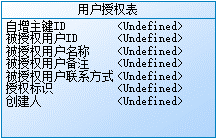 用户授权表
自增主键ID <Undefined>
被授权用户ID <Undefined>
被授权用户名称 <Undefined>
被授权用户备注 <Undefined>
被授权用户联系方式 <Undefined>
授权标识 <Undefined>
创建人 <Undefined>